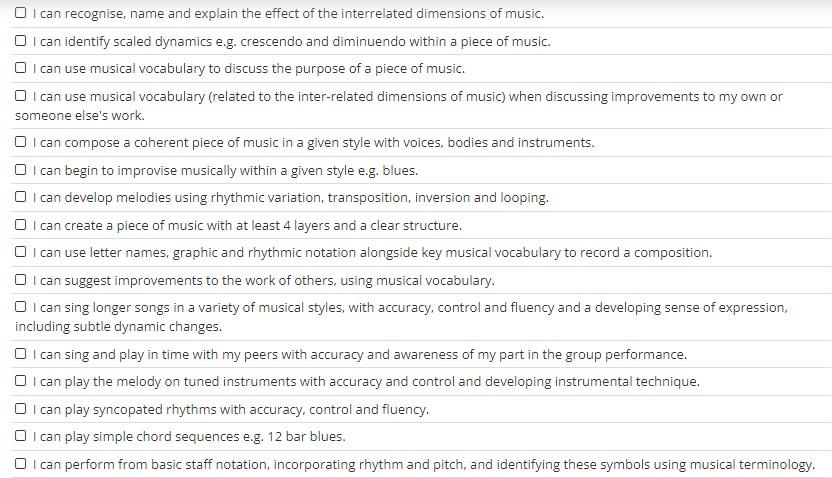 I can recognise, name and explain the effect of the interrelated dimensions of music.
I can identify scaled dynamics e.g. crescendo and diminuendo within a piece of music.
I can use musical vocabulary to discuss the purpose of a piece of music.
I can use musical vocabulary (related to the inter-related dimensions of music) when discussing improvements to my own or
someone else's work.
I can compose a coherent piece of music in a given style with voices, bodies and instruments.
I can begin to improvise musically within a given style e.g. blues.
I can develop melodies using rhythmic variation, transposition, inversion and looping.
I can create a piece of music with at least 4 layers and a clear structure.
I can use letter names, graphic and rhythmic notation alongside key musical vocabulary to record a composition.
I can suggest improvements to the work of others, using musical vocabulary.
I can sing longer songs in a variety of musical styles, with accuracy, control and fluency and a developing sense of expression,
including subtle dynamic changes.
I can sing and play in time with my peers with accuracy and awareness of my part in the group performance.
I can play the melody on tuned instruments with accuracy and control and developing instrumental technique.
I can play syncopated rhythms with accuracy, control and fluency.
I can play simple chord sequences e.g. 12 bar blues.
I can perform from basic staff notation, incorporating rhythm and pitch, and identifying these symbols using musical terminology.